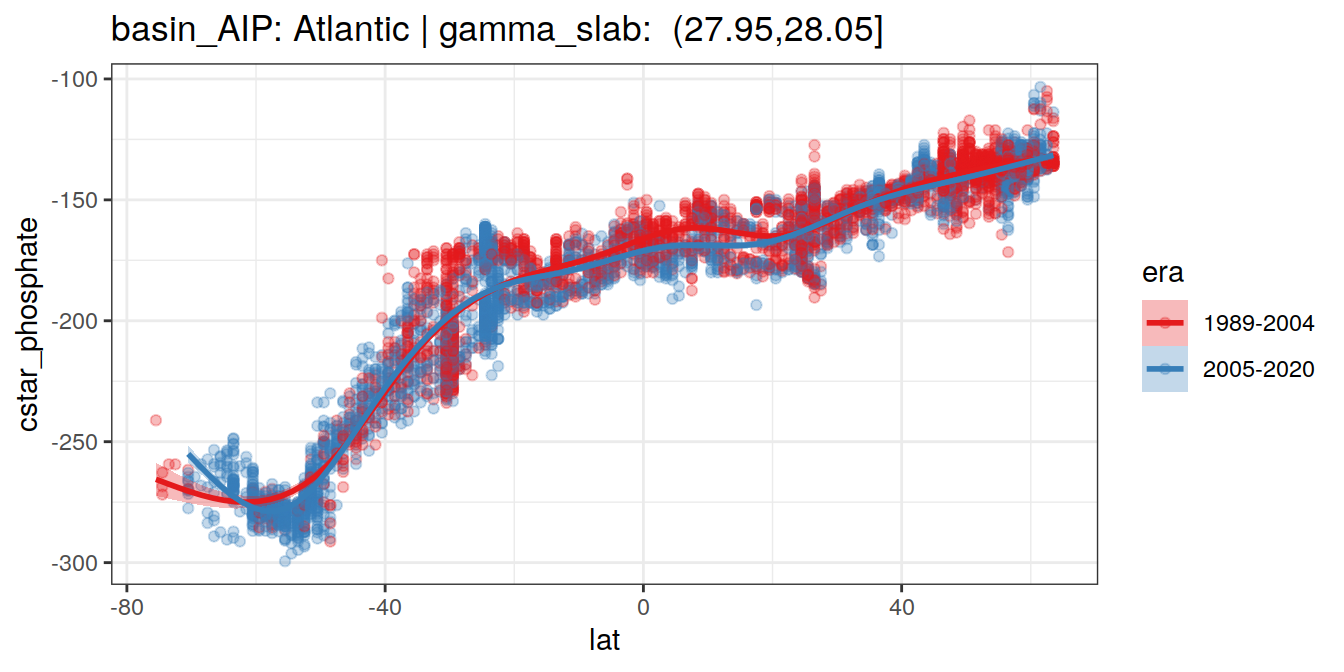 basin_AIP: Atlantic | gamma_slab:  (27.95,28.05]
-100
-150
-200
-250
-300
cstar_phosphate
-80
-40
0
40
lat
era
1989-2004
2005-2020